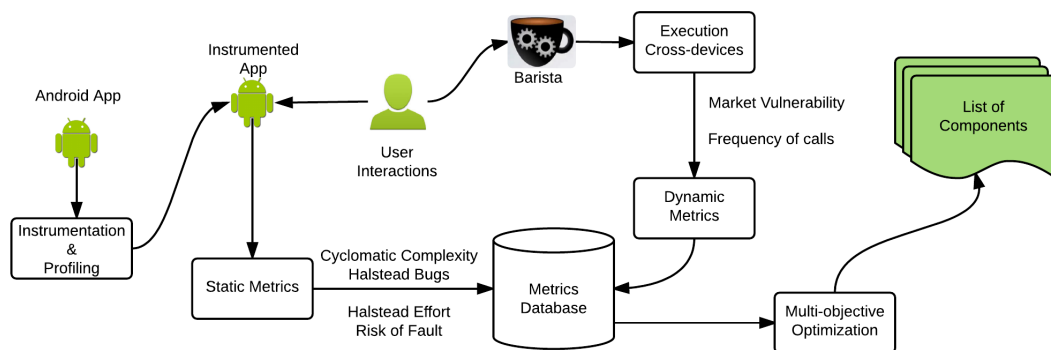 Android App
Instrumentation
&
Profiling
Instrumented
App
Static Metrics
User
Interactions
Barista
Execution
Cross-devices
Market Vulnerability
Frequency of calls
Dynamic
Metrics
Cyclomatic Complexity
Halstead Bugs
Halstead Effort
Risk of Fault
Metrics
Database
Multi-objective
Optimization
List of
Components